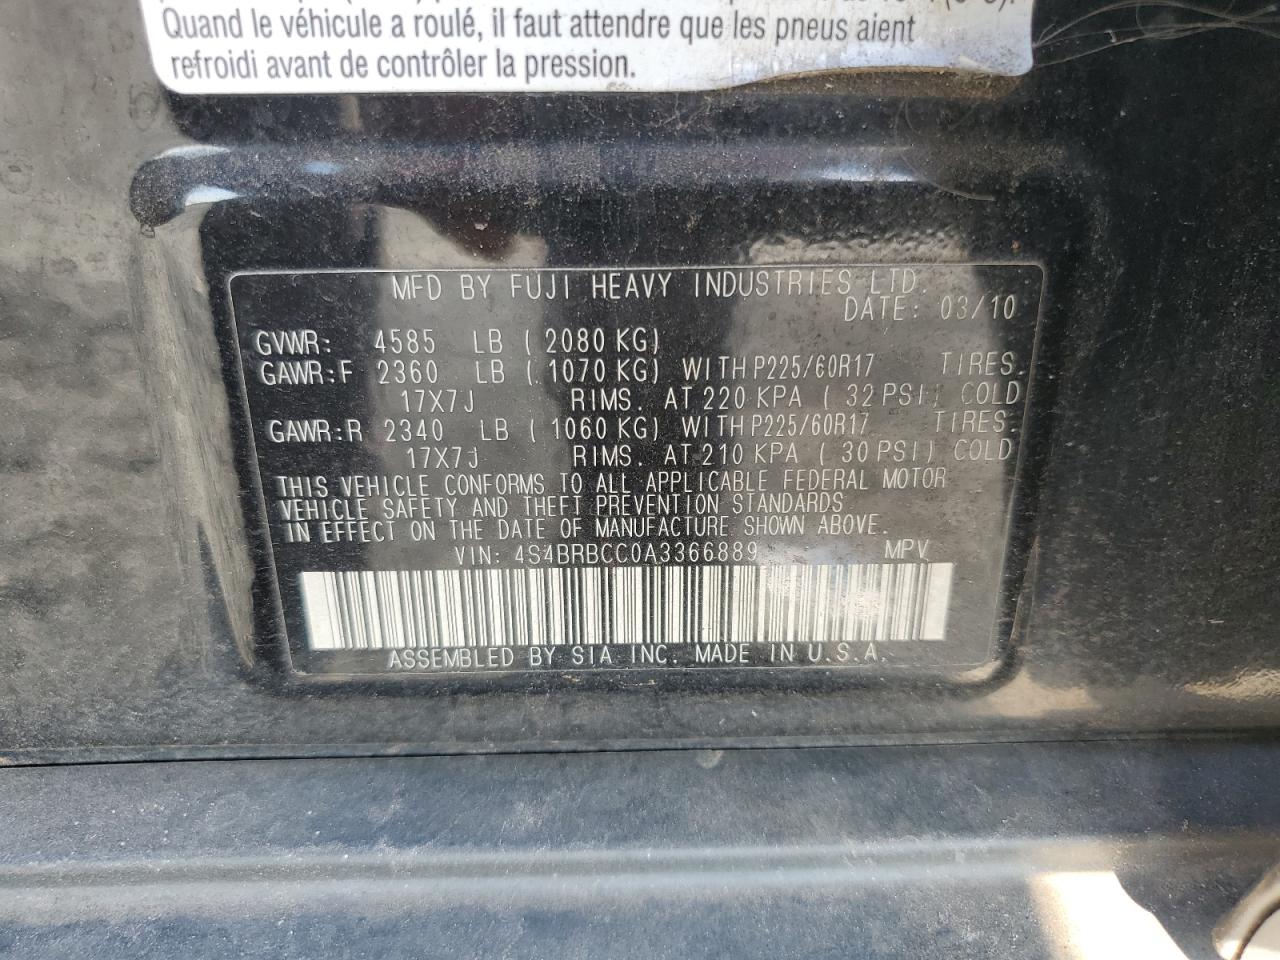 Quand le véhicule a roulé, il faut attendre que les pneus aient
refroidi avant de contrôler la pression.
MFD BY FUJI HEAVY INDUSTRIES LTD.
DATE: 03/10
GVWR: 4585 LB ( 2080 KG)
GAWR:F 2360 LB ( 1070 KG) WITH P225/60R17 TIRES.
17X7J RIMS. AT 220 KPA ( 32 PSI) COLD
GAWR:R 2340 LB ( 1060 KG) WITH P225/60R17 TIRES.
17X7J RIMS. AT 210 KPA ( 30 PSI) COLD
THIS VEHICLE CONFORMS TO ALL APPLICABLE FEDERAL MOTOR
VEHICLE SAFETY AND THEFT PREVENTION STANDARDS
IN EFFECT ON THE DATE OF MANUFACTURE SHOWN ABOVE.
VIN: 4S4BRBCC0A3366889 MPV
ASSEMBLED BY SIA INC. MADE IN U.S.A.